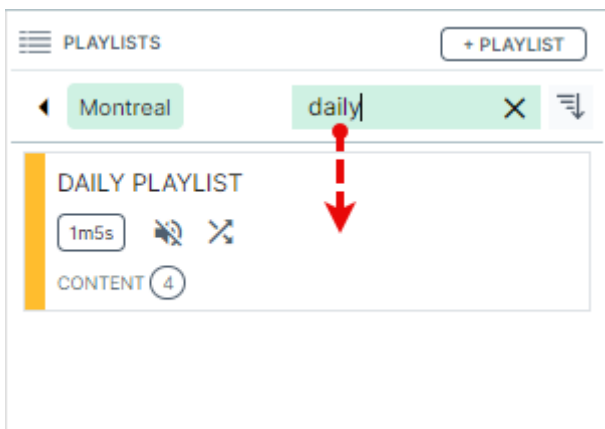 PLAYLISTS + PLAYLIST
Montreal daily
DAILY PLAYLIST
1m5s
CONTENT 4